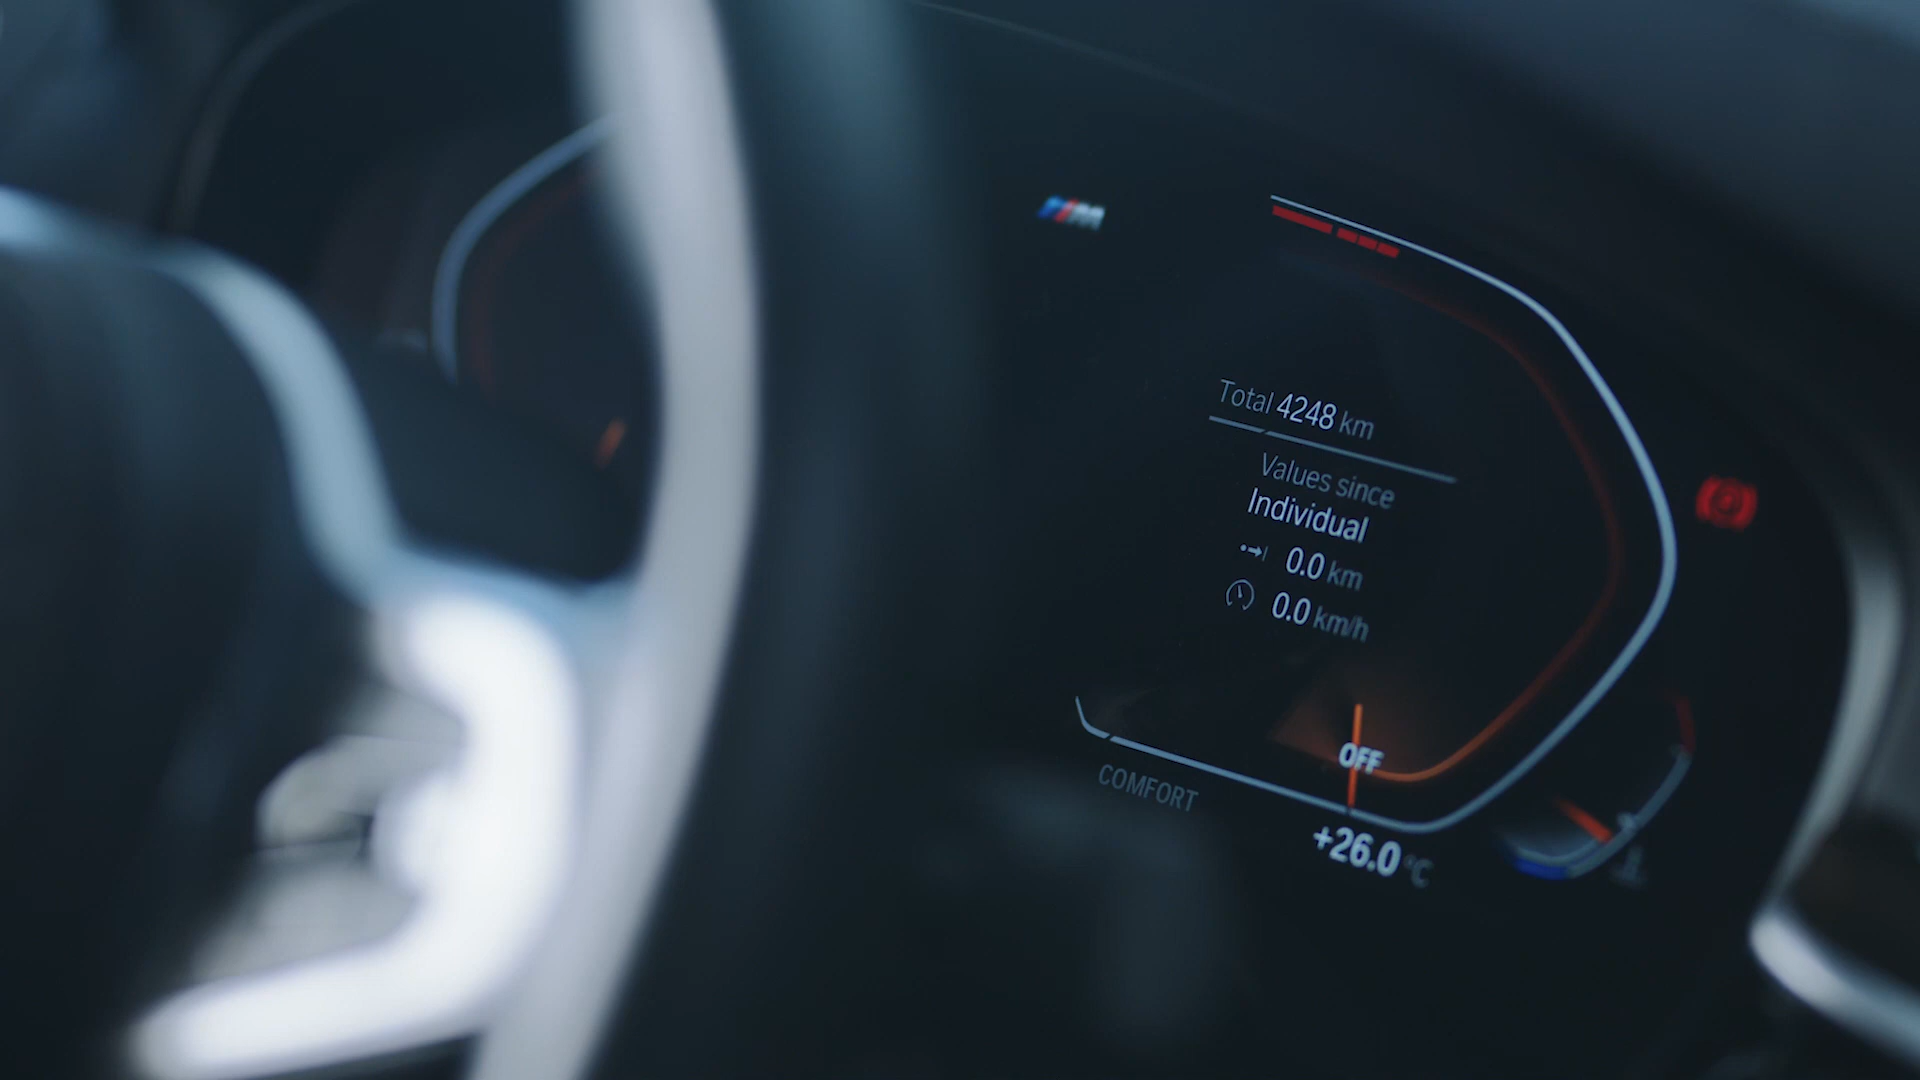 M
Total 4248 km
Values since
Individual
0.0 km
0.0 km/h
OFF
COMFORT
+26.0 °C